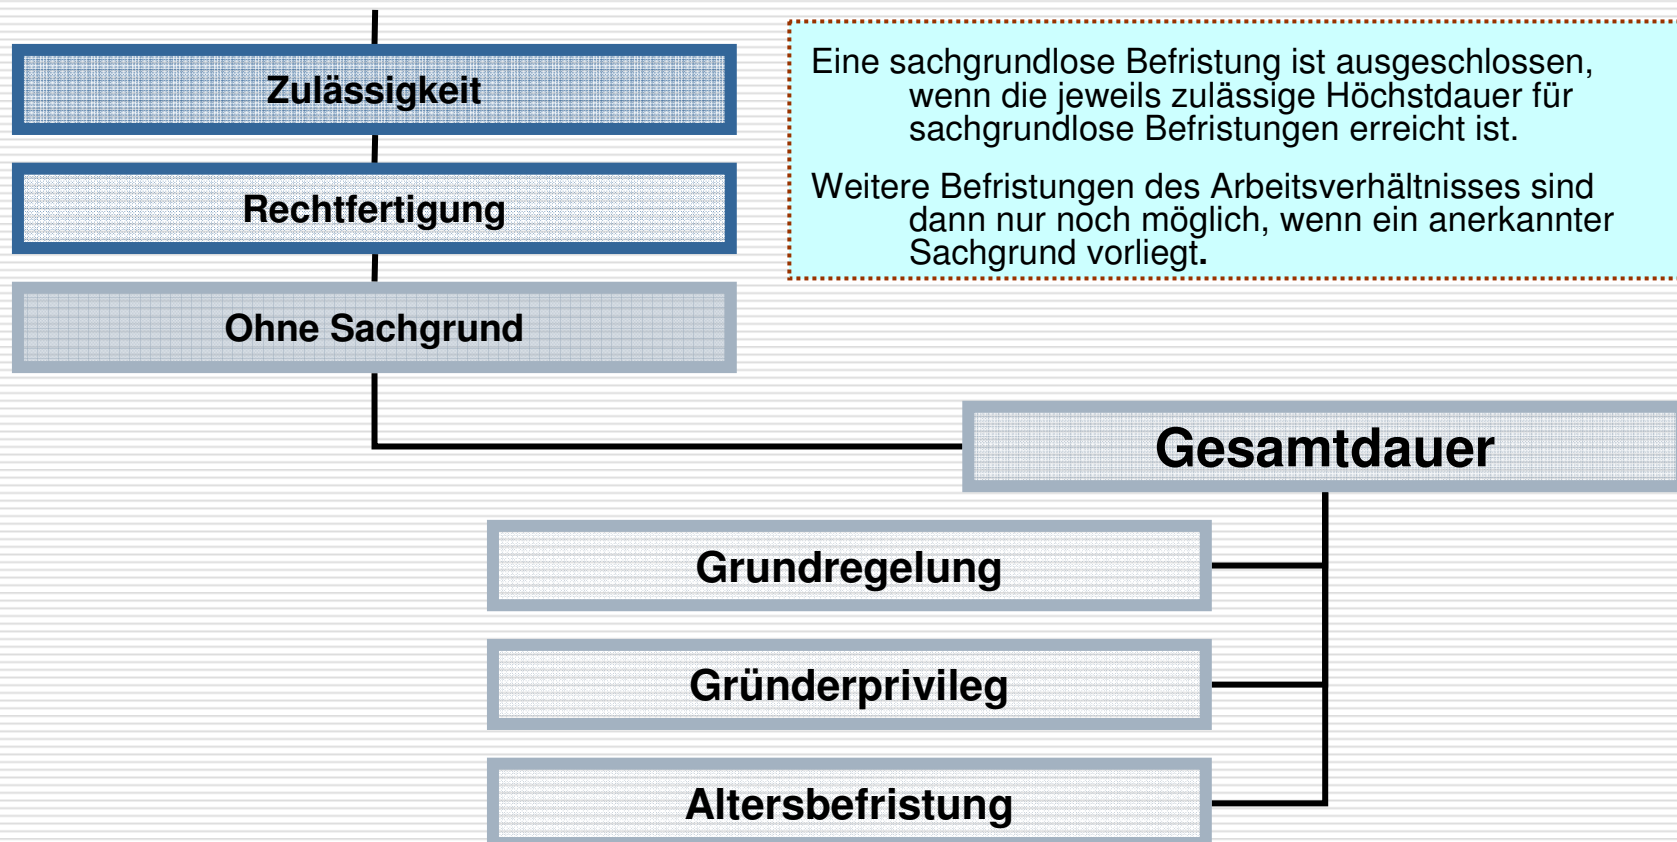 Zulässigkeit
Rechtfertigung
Ohne Sachgrund
Eine sachgrundlose Befristung ist ausgeschlossen,
wenn die jeweils zulässige Höchstdauer für
sachgrundlose Befristungen erreicht ist.
Weitere Befristungen des Arbeitsverhältnisses sind
dann nur noch möglich, wenn ein anerkannter
Sachgrund vorliegt.
Gesamtdauer
Grundregelung
Gründerprivileg
Altersbefristung